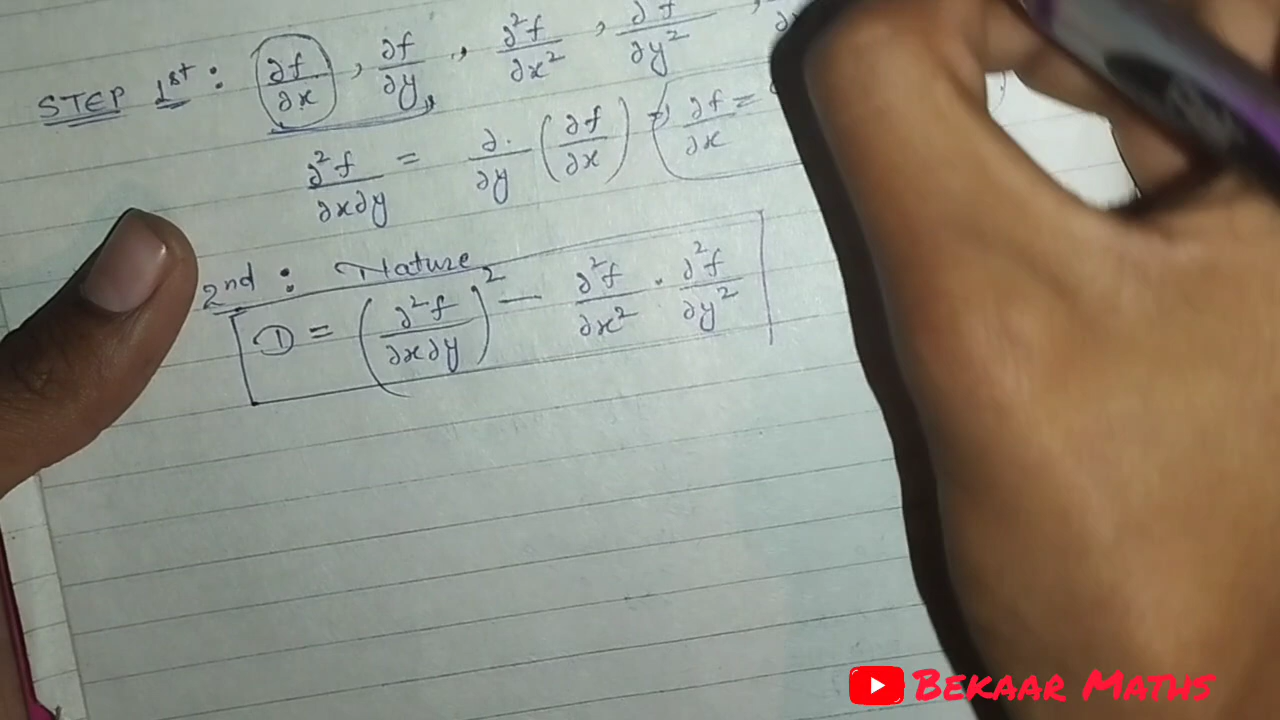 STEP 1st : ∂f/∂x , ∂f/∂y , ∂²f/∂x² , ∂²f/∂y² ,
∂²f/∂x∂y = ∂/∂y (∂f/∂x) ⇒ ( ∂f/∂x =
2nd : Nature
D = (∂²f/∂x∂y)² − ∂²f/∂x² · ∂²f/∂y²
BEKAAR MATHS